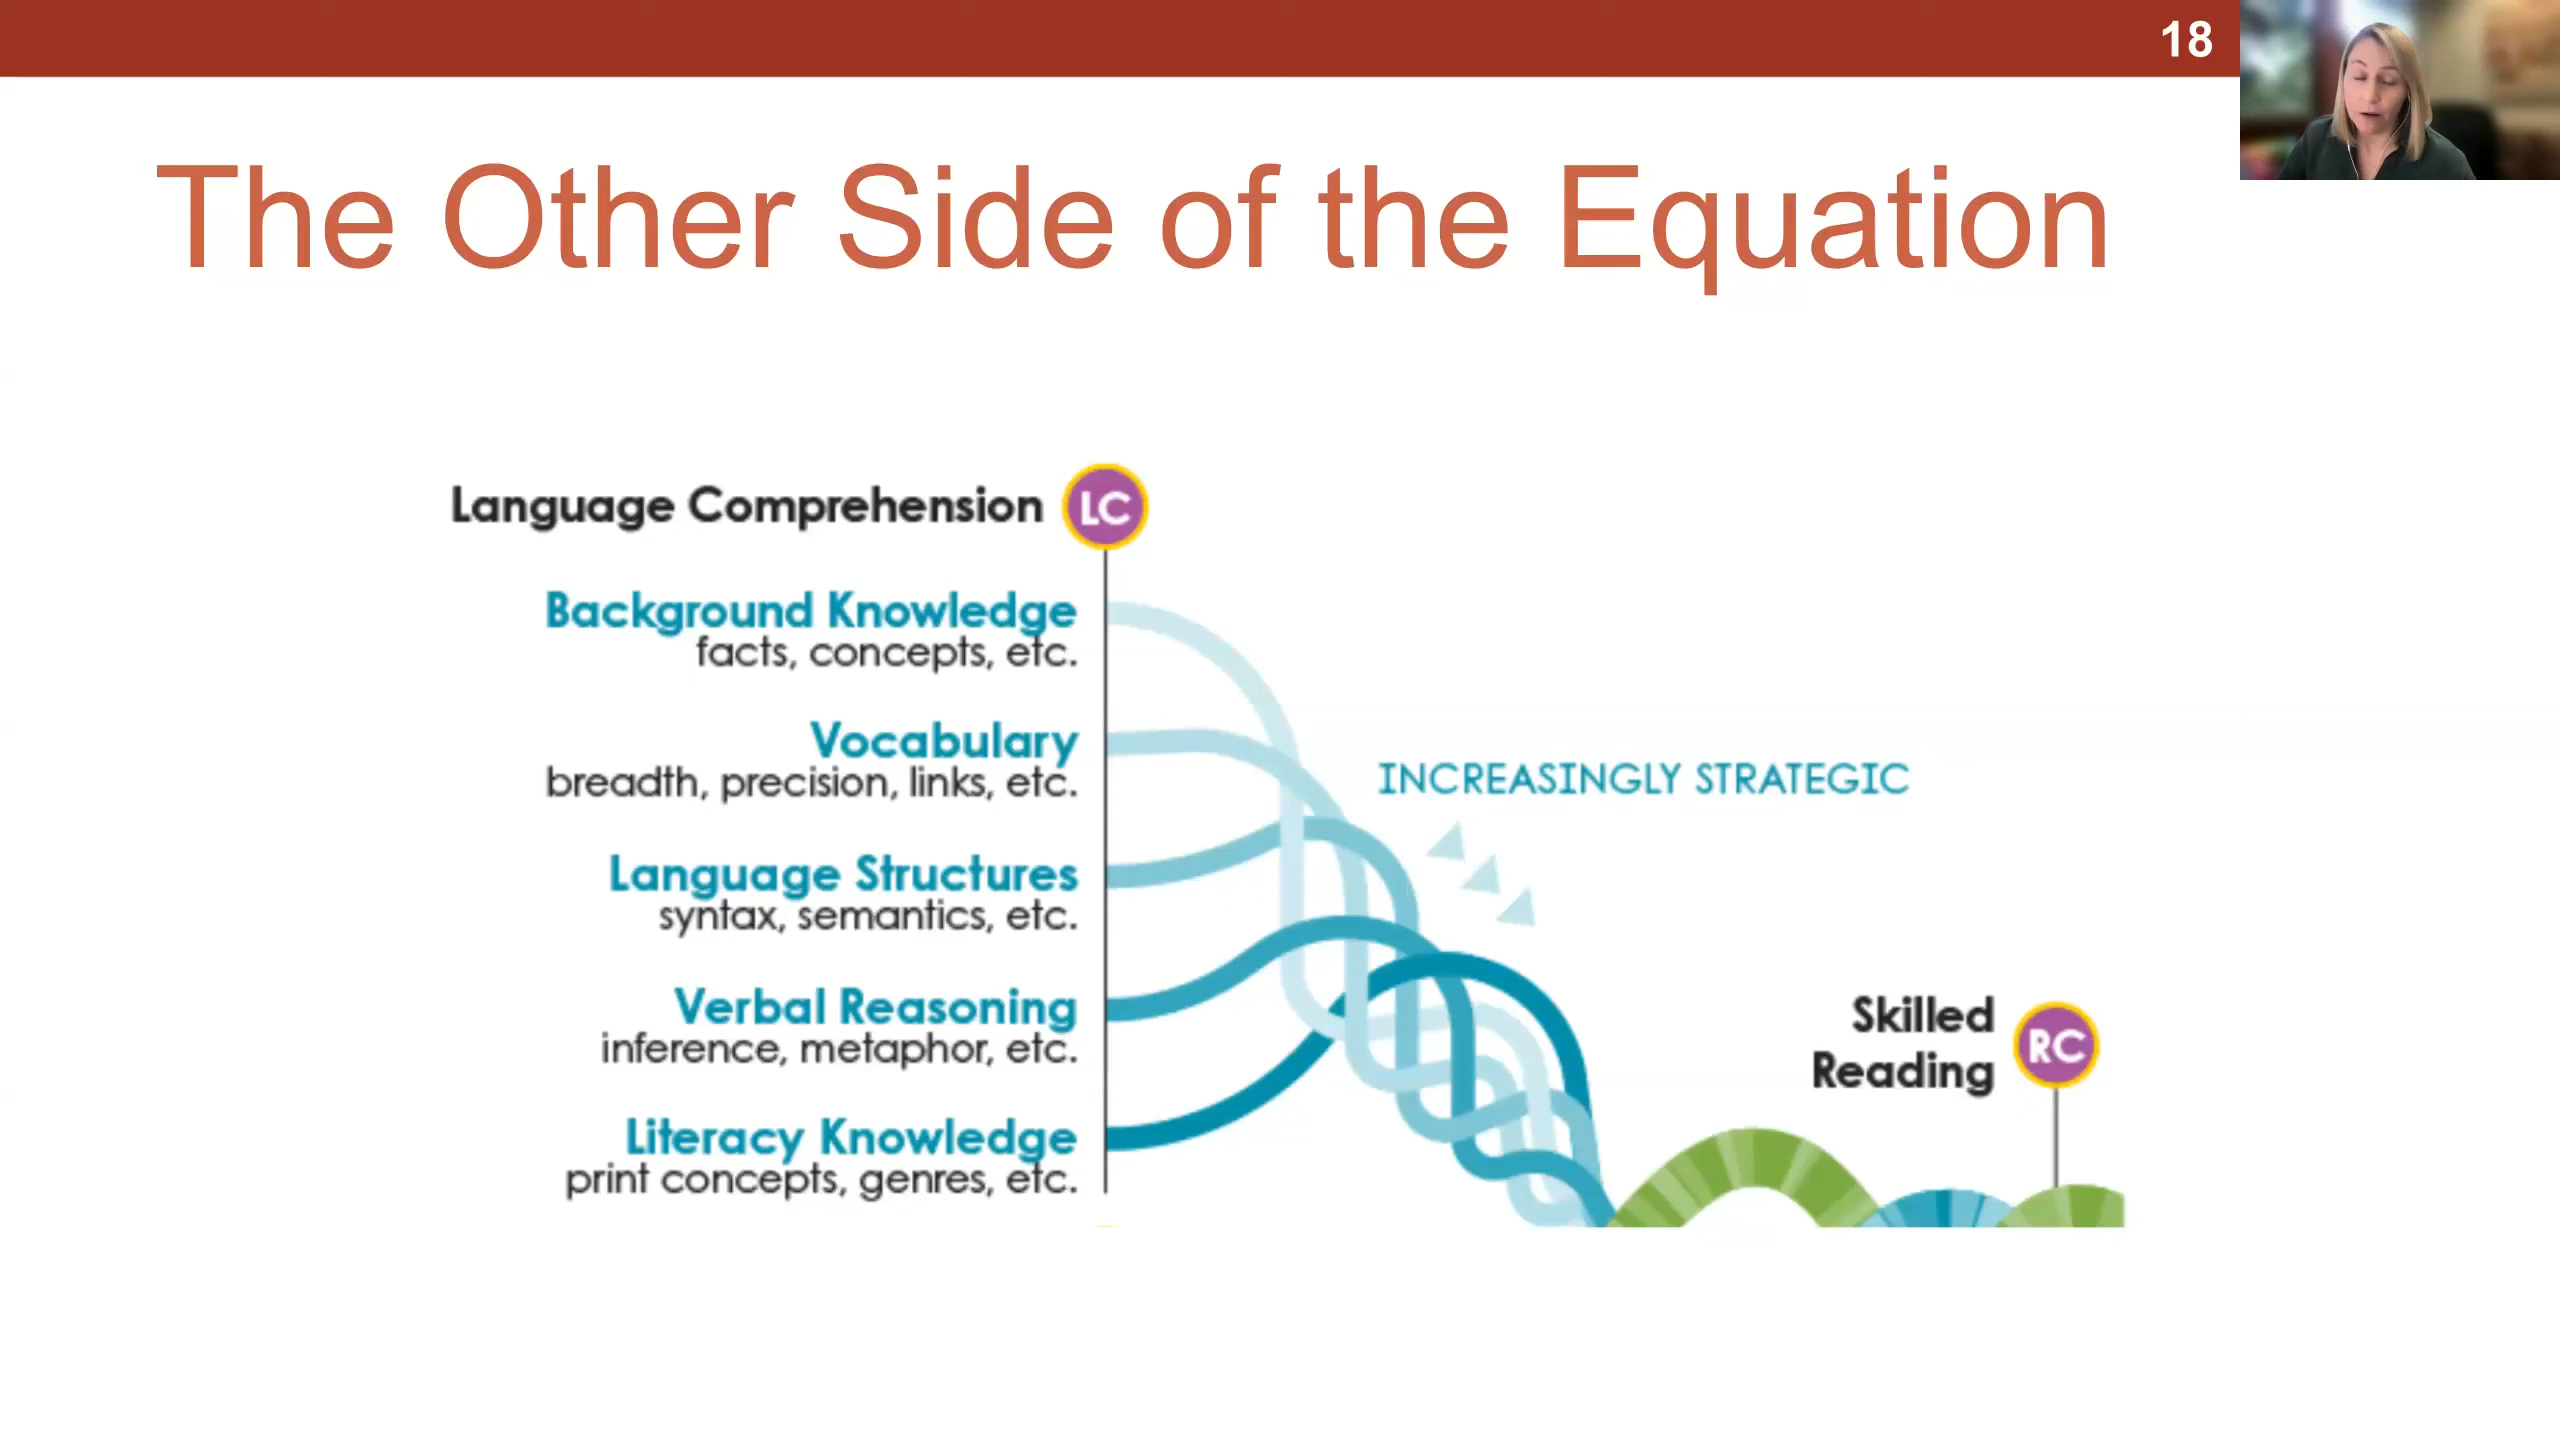 18
The Other Side of the Equation
Language Comprehension LC
Background Knowledge
facts, concepts, etc.
Vocabulary
breadth, precision, links, etc.
INCREASINGLY STRATEGIC
Language Structures
syntax, semantics, etc.
Verbal Reasoning
inference, metaphor, etc.
Skilled
Reading
RC
Literacy Knowledge
print concepts, genres, etc.